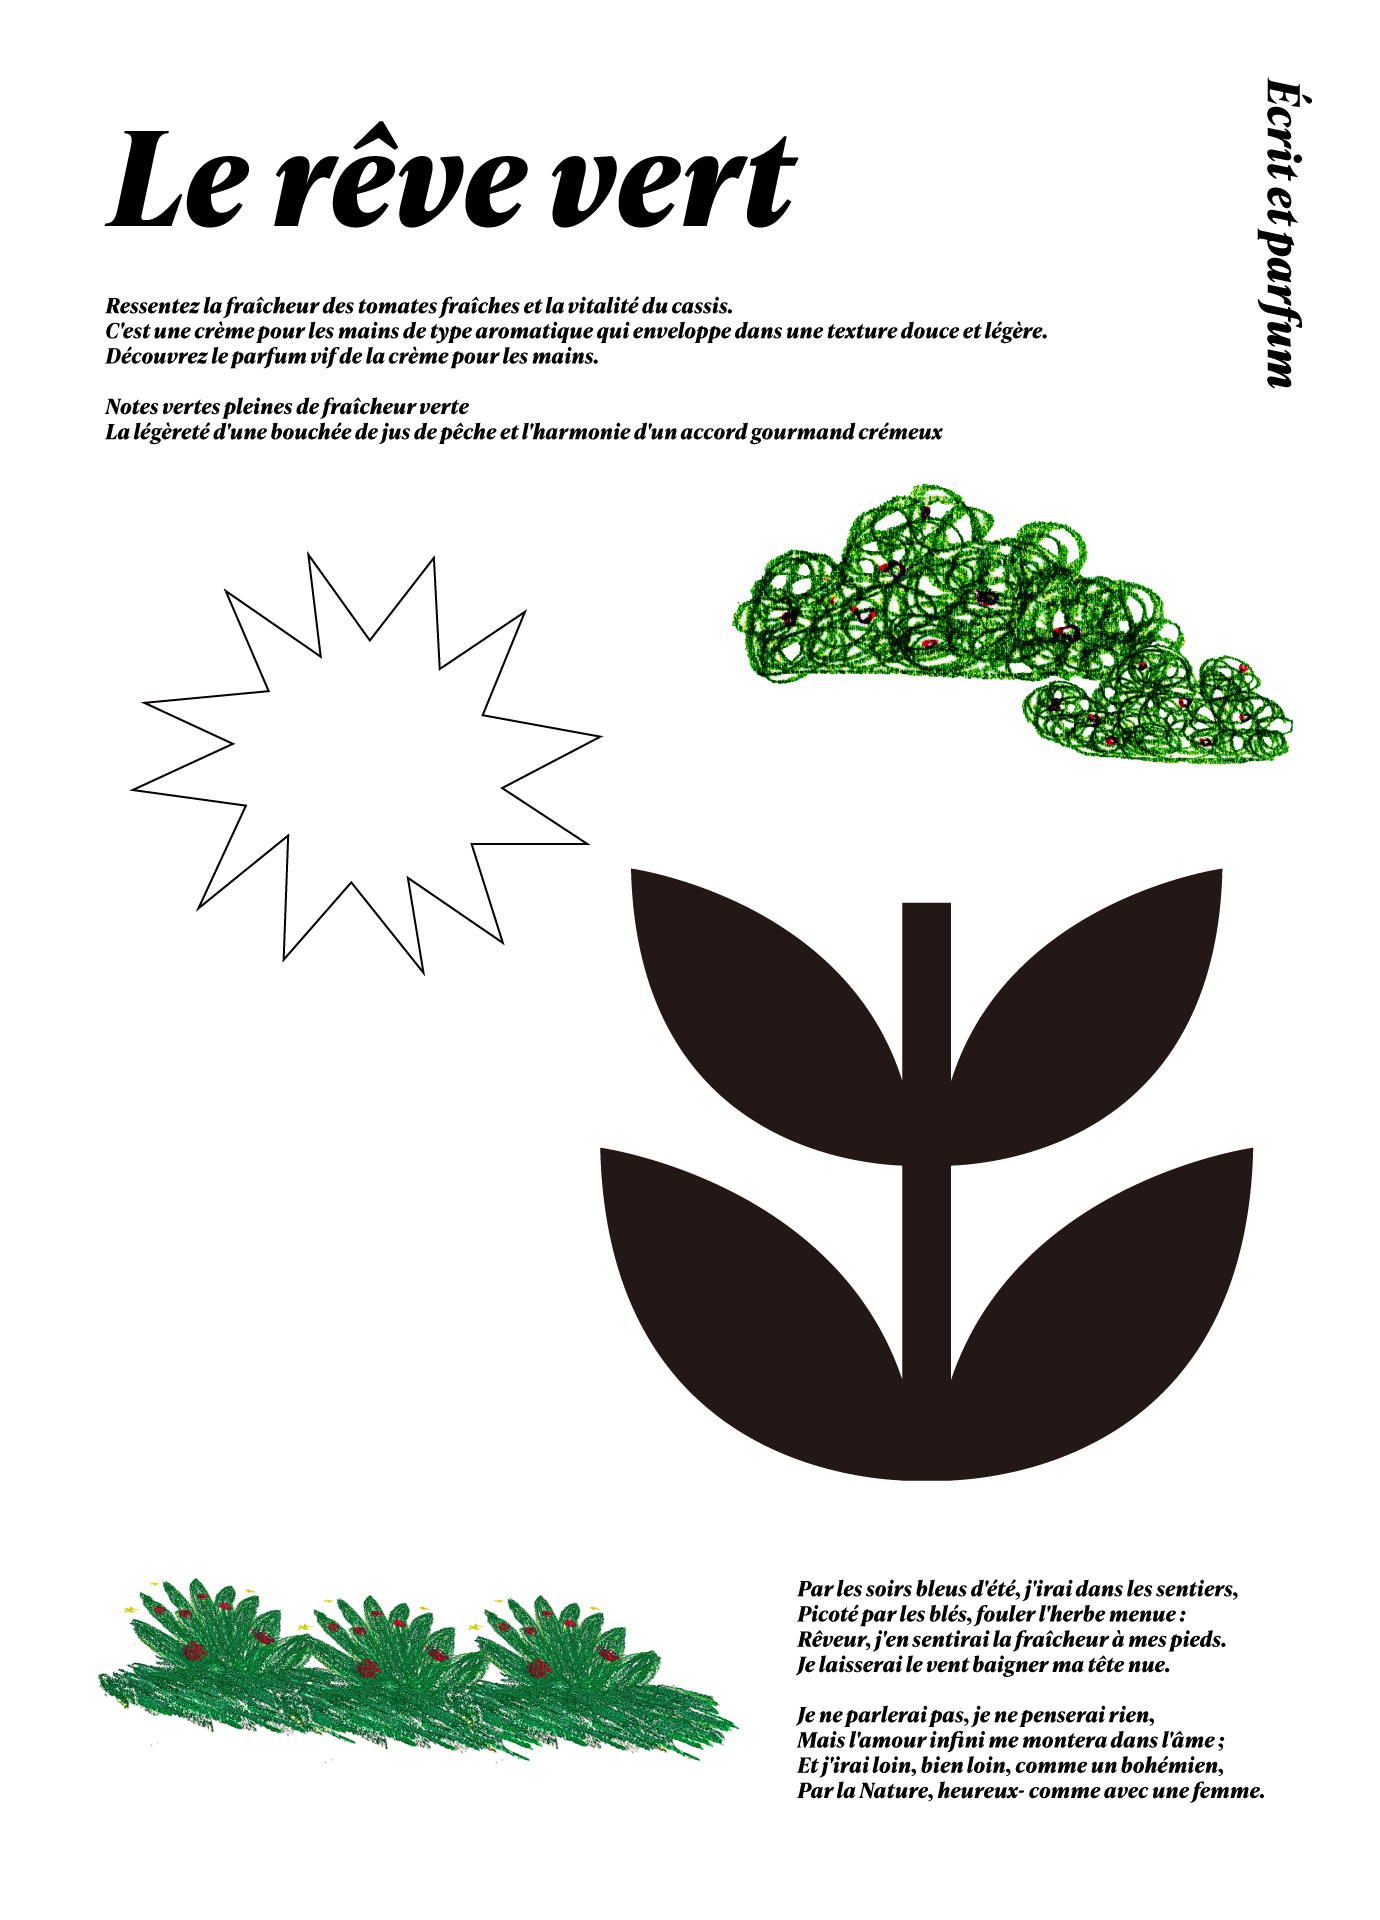 Le rêve vert
Écrit et parfum
Ressentez la fraîcheur des tomates fraîches et la vitalité du cassis.
C'est une crème pour les mains de type aromatique qui enveloppe dans une texture douce et légère.
Découvrez le parfum vif de la crème pour les mains.
Notes vertes pleines de fraîcheur verte
La légèreté d'une bouchée de jus de pêche et l'harmonie d'un accord gourmand crémeux
Par les soirs bleus d'été, j'irai dans les sentiers,
Picoté par les blés, fouler l'herbe menue :
Rêveur, j'en sentirai la fraîcheur à mes pieds.
Je laisserai le vent baigner ma tête nue.
Je ne parlerai pas, je ne penserai rien,
Mais l'amour infini me montera dans l'âme ;
Et j'irai loin, bien loin, comme un bohémien,
Par la Nature, heureux- comme avec une femme.